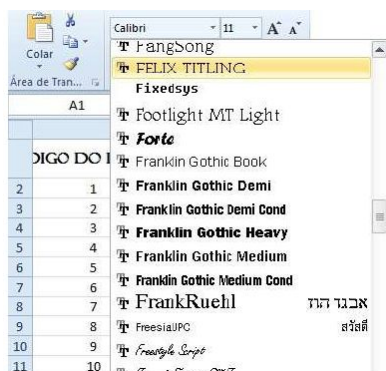 Calibri 11 A A
Colar
Área de Tran...
A1
FangSong
FELIX TITLING
Fixedsys
DIGO DO
Footlight MT Light
Forte
Franklin Gothic Book
2 1 Franklin Gothic Demi
3 2 Franklin Gothic Demi Cond
4 3 Franklin Gothic Heavy
5 4 Franklin Gothic Medium
6 5
7 6 Franklin Gothic Medium Cond
8 7 FrankRuehl אבגד הוז
9 8 FreesiaUPC สวัสดี
10 9 Freestyle Script
11 10